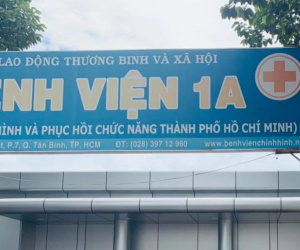 LAO ĐỘNG THƯƠNG BINH VÀ XÃ HỘI
ỆNH VIỆN 1A
HÌNH VÀ PHỤC HỒI CHỨC NĂNG THÀNH PHỐ HỒ CHÍ MINH)
P.7, Q. Tân Bình, TP. HCM ĐT: (028) 397 12 960 www.benhvienchinhhinh.